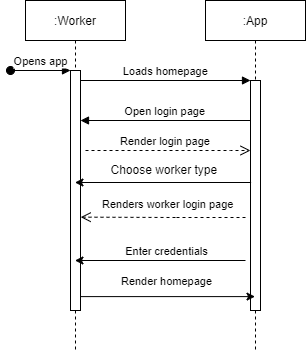 :Worker
:App
Opens app
Loads homepage
Open login page
Render login page
Choose worker type
Renders worker login page
Enter credentials
Render homepage